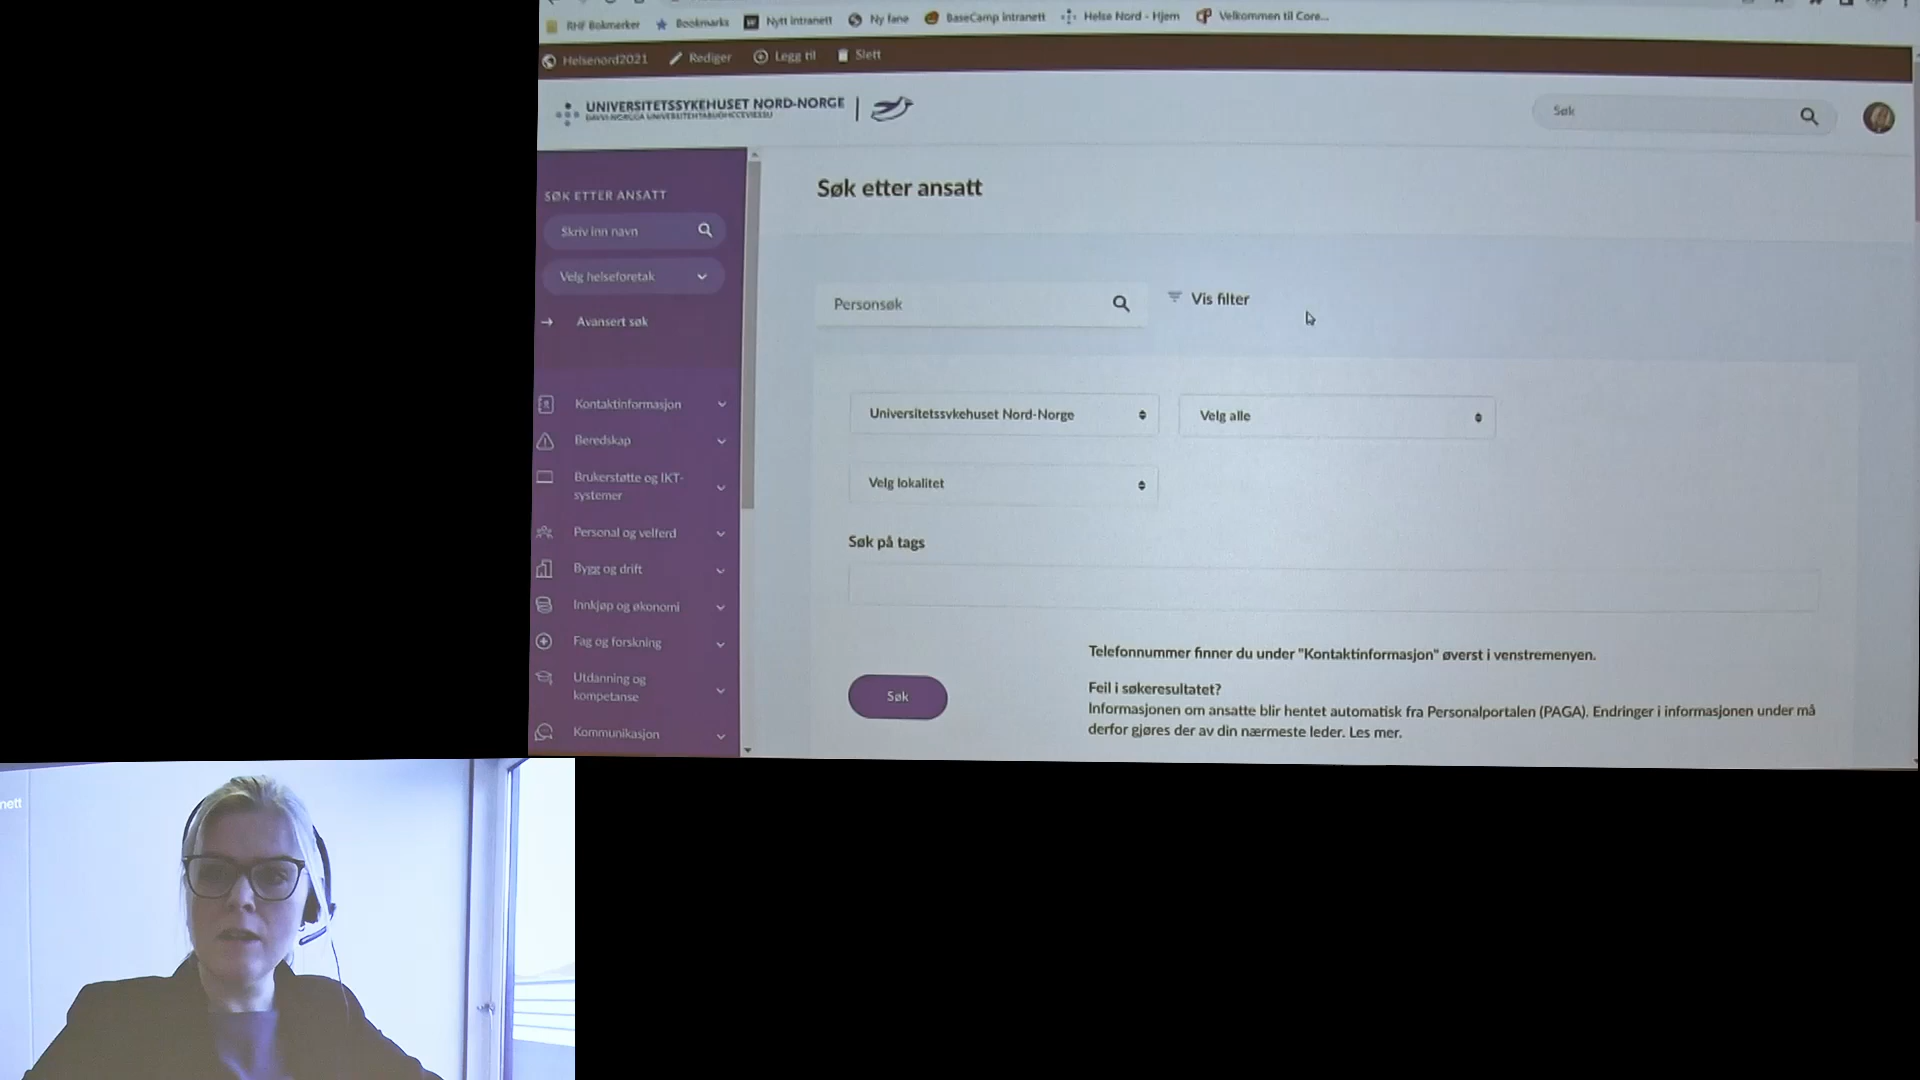 RHF Bokmerker
Bookmarks
Nytt intranett
Ny fane
BaseCamp intranett
Helse Nord - Hjem
Velkommen til Core...
Helsenord2021
Rediger
Legg til
Slett
UNIVERSITETSSYKEHUSET NORD-NORGE
Søk
SØK ETTER ANSATT
Skriv inn navn
Velg helseforetak
Avansert søk
Kontaktinformasjon
Beredskap
Brukerstøtte og IKT-
systemer
Personal og velferd
Bygg og drift
Innkjøp og økonomi
Fag og forskning
Utdanning og
kompetanse
Kommunikasjon
Søk etter ansatt
Personsøk
Vis filter
Universitetssykehuset Nord-Norge
Velg alle
Velg lokalitet
Søk på tags
Søk
Telefonnummer finner du under "Kontaktinformasjon" øverst i venstremenyen.
Feil i søkeresultatet?
Informasjonen om ansatte blir hentet automatisk fra Personalportalen (PAGA). Endringer i informasjonen under må
derfor gjøres der av din nærmeste leder. Les mer.
nett